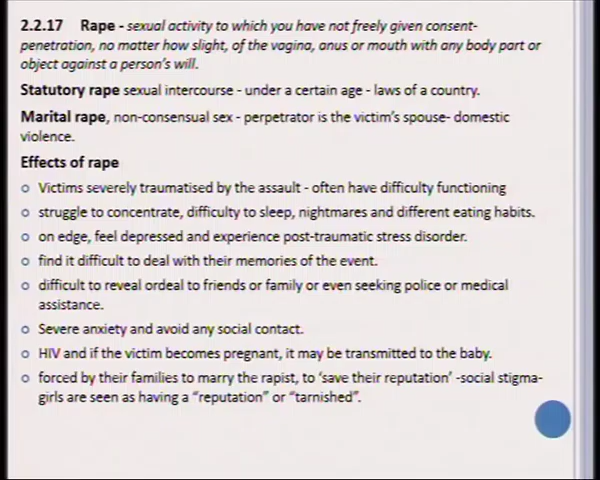 2.2.17 Rape - sexual activity to which you have not freely given consent-
penetration, no matter how slight, of the vagina, anus or mouth with any body part or
object against a person's will.
Statutory rape sexual intercourse - under a certain age - laws of a country.
Marital rape, non-consensual sex - perpetrator is the victim's spouse- domestic
violence.
Effects of rape
Victims severely traumatised by the assault - often have difficulty functioning
struggle to concentrate, difficulty to sleep, nightmares and different eating habits.
on edge, feel depressed and experience post-traumatic stress disorder.
find it difficult to deal with their memories of the event.
difficult to reveal ordeal to friends or family or even seeking police or medical
assistance.
Severe anxiety and avoid any social contact.
HIV and if the victim becomes pregnant, it may be transmitted to the baby.
forced by their families to marry the rapist, to 'save their reputation' -social stigma-
girls are seen as having a "reputation" or "tarnished".